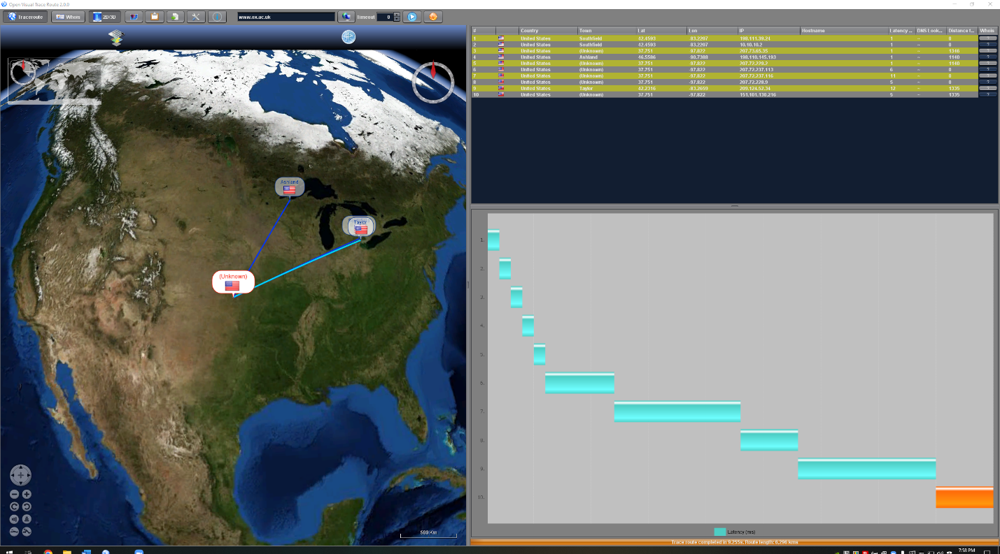 Open Visual Trace Route 2.0.0
Traceroute Whois 2D/3D www.ox.ac.uk Timeout 0
# Country Town Lat Lon IP Hostname Latency ... DNS Look... Distance t... Whois
1 United States Southfield 42.4593 -83.2207 198.111.39.24 1 -- 0 ?
2 United States Southfield 42.4593 -83.2207 10.10.10.2 1 -- 0 ?
3 United States (Unknown) 37.751 -97.822 207.73.65.35 1 -- 1346 ?
4 United States Ashland 46.5586 -90.7388 198.110.145.193 1 -- 1140 ?
5 United States (Unknown) 37.751 -97.822 207.72.229.2 1 -- 1140 ?
6 United States (Unknown) 37.751 -97.822 207.72.237.113 6 -- 0 ?
7 United States (Unknown) 37.751 -97.822 207.72.237.116 11 -- 0 ?
8 United States (Unknown) 37.751 -97.822 207.72.228.9 5 -- 0 ?
9 United States Taylor 42.2316 -83.2659 209.124.52.34 12 -- 1335 ?
10 United States (Unknown) 37.751 -97.822 151.101.130.216 5 -- 1335 ?
Ashland
Taylor
(Unknown)
500 Km
1.
2.
3.
4.
5.
6.
7.
8.
9.
10.
Latency (ms)
Trace route completed in 9.255s. Route length: 6,296 kms
7:58 PM